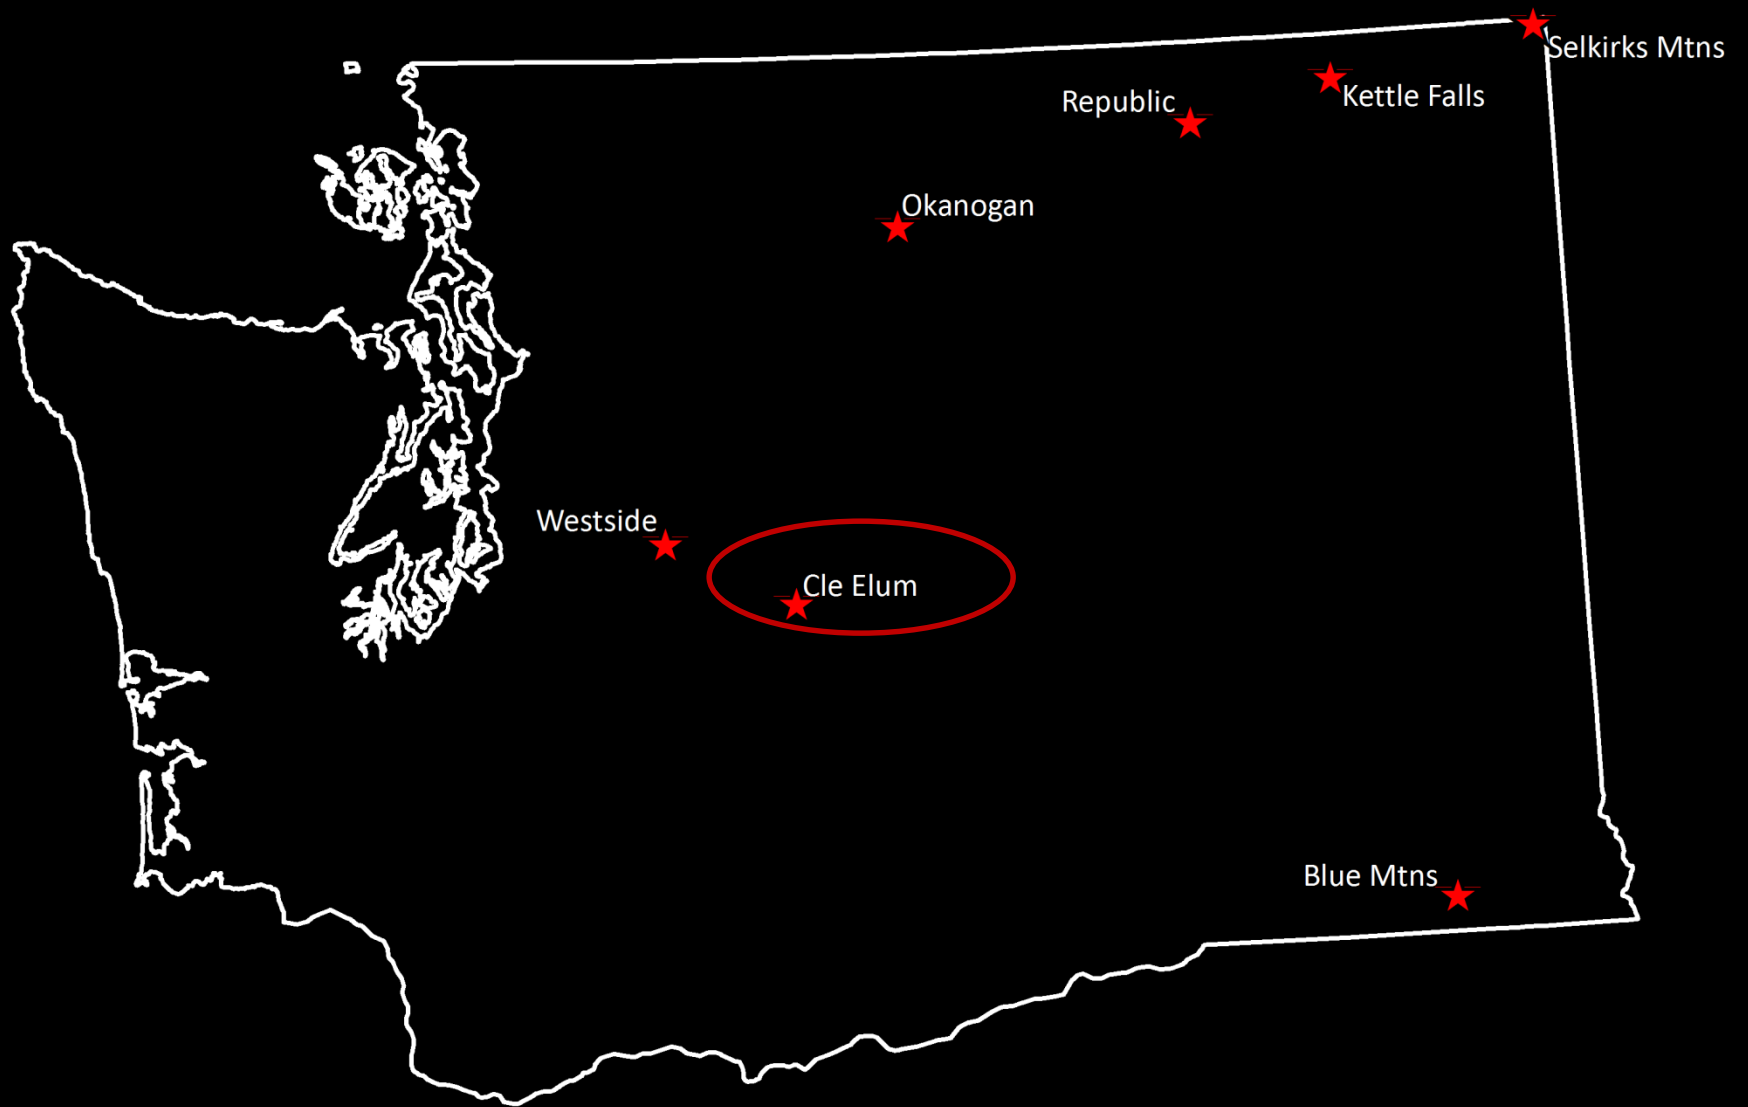 Selkirks Mtns
Kettle Falls
Republic
Okanogan
Westside
Cle Elum
Blue Mtns